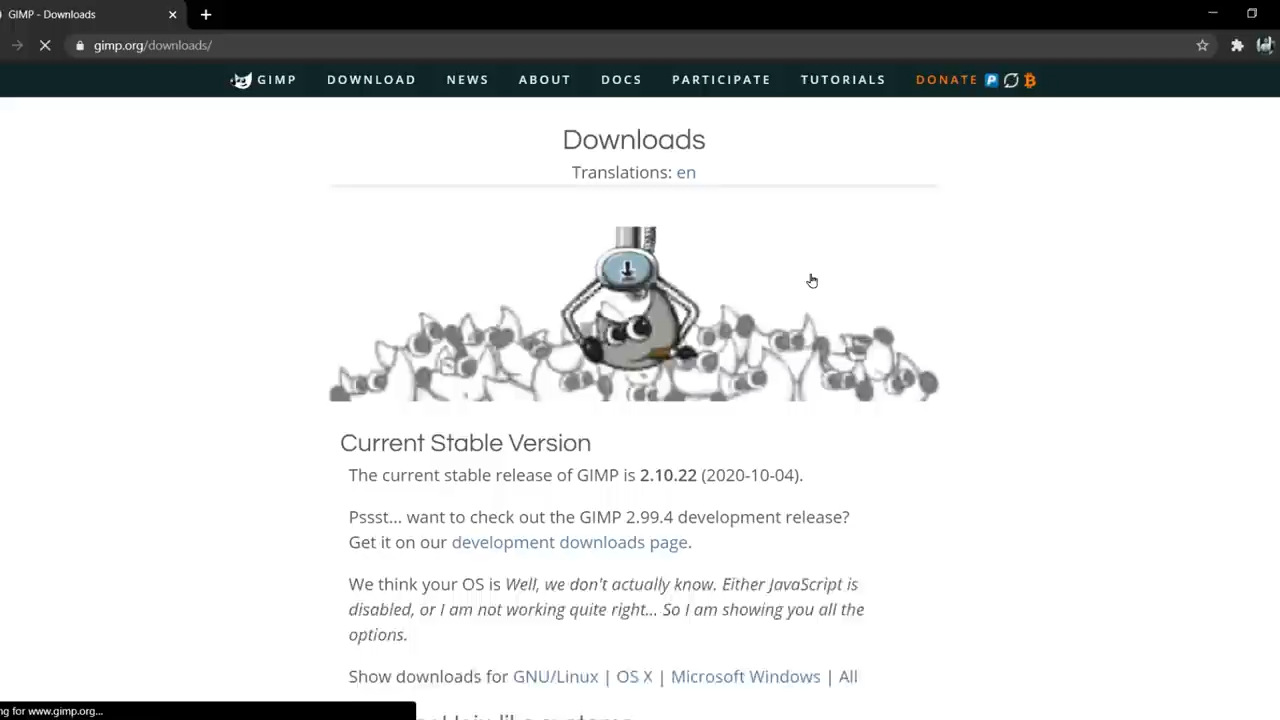 GIMP - Downloads
gimp.org/downloads/
GIMP DOWNLOAD NEWS ABOUT DOCS PARTICIPATE TUTORIALS DONATE
Downloads
Translations: en
Current Stable Version
The current stable release of GIMP is 2.10.22 (2020-10-04).
Pssst... want to check out the GIMP 2.99.4 development release?
Get it on our development downloads page.
We think your OS is Well, we don't actually know. Either JavaScript is
disabled, or I am not working quite right... So I am showing you all the
options.
Show downloads for GNU/Linux | OS X | Microsoft Windows | All
ng for www.gimp.org...